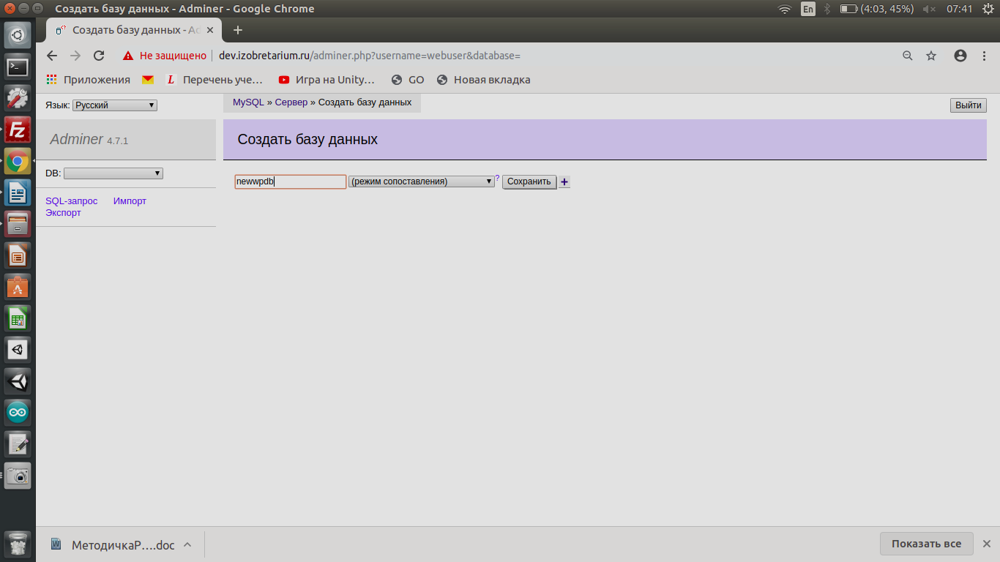 Создать базу данных - Adminer - Google Chrome
En (4:03, 45%) 07:41
Создать базу данных - Ad
Не защищено dev.izobretarium.ru/adminer.php?username=webuser&database=
Приложения L Перечень уче… Игра на Unity… GO Новая вкладка
Язык: Русский
MySQL » Сервер » Создать базу данных
Выйти
Adminer 4.7.1
Создать базу данных
DB:
newwpdb (режим сопоставления) ? Сохранить +
SQL-запрос Импорт
Экспорт
МетодичкаР….doc
Показать все